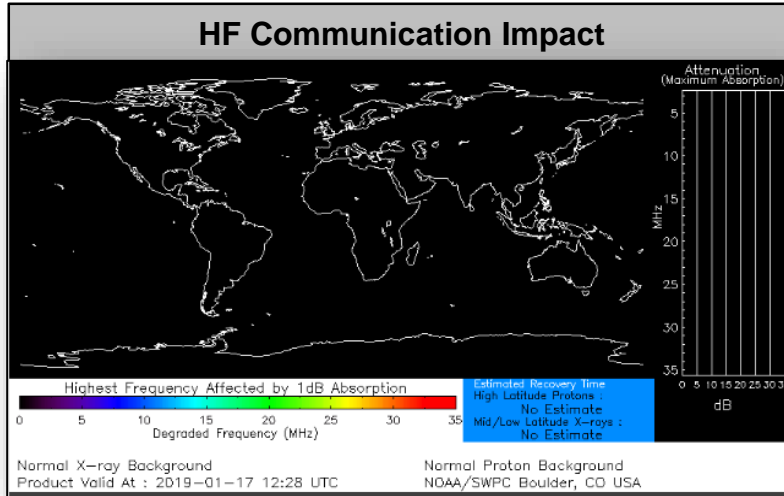 HF Communication Impact
Attenuation
(Maximum Absorption)
5
10
15
20
25
30
35
MHz
0 5 10 15 20 25 30 3
dB
Highest Frequency Affected by 1dB Absorption
0 5 10 15 20 25 30 35
Degraded Frequency (MHz)
Estimated Recovery Time
High Latitude Protons :
No Estimate
Mid/Low Latitude X-rays :
No Estimate
Normal X-ray Background
Normal Proton Background
Product Valid At : 2019-01-17 12:28 UTC
NOAA/SWPC Boulder, CO USA